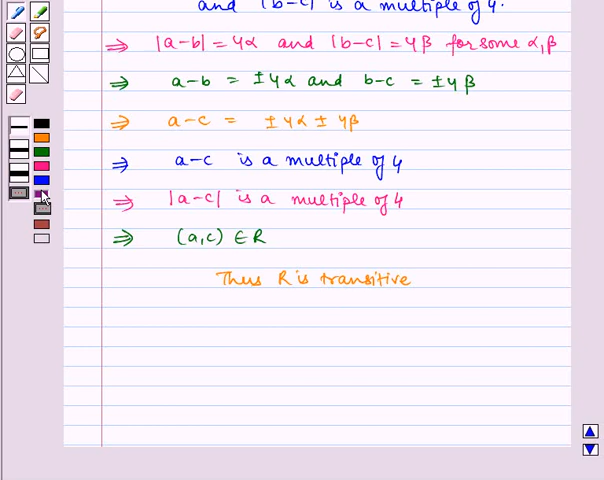 and |b-c| is a multiple of 4.
⇒ |a-b| = 4α and |b-c| = 4β for some α, β
⇒ a-b = ±4α and b-c = ±4β
⇒ a-c = ±4α ± 4β
⇒ a-c is a multiple of 4
⇒ |a-c| is a multiple of 4
⇒ (a,c) ∈ R
Thus R is transitive